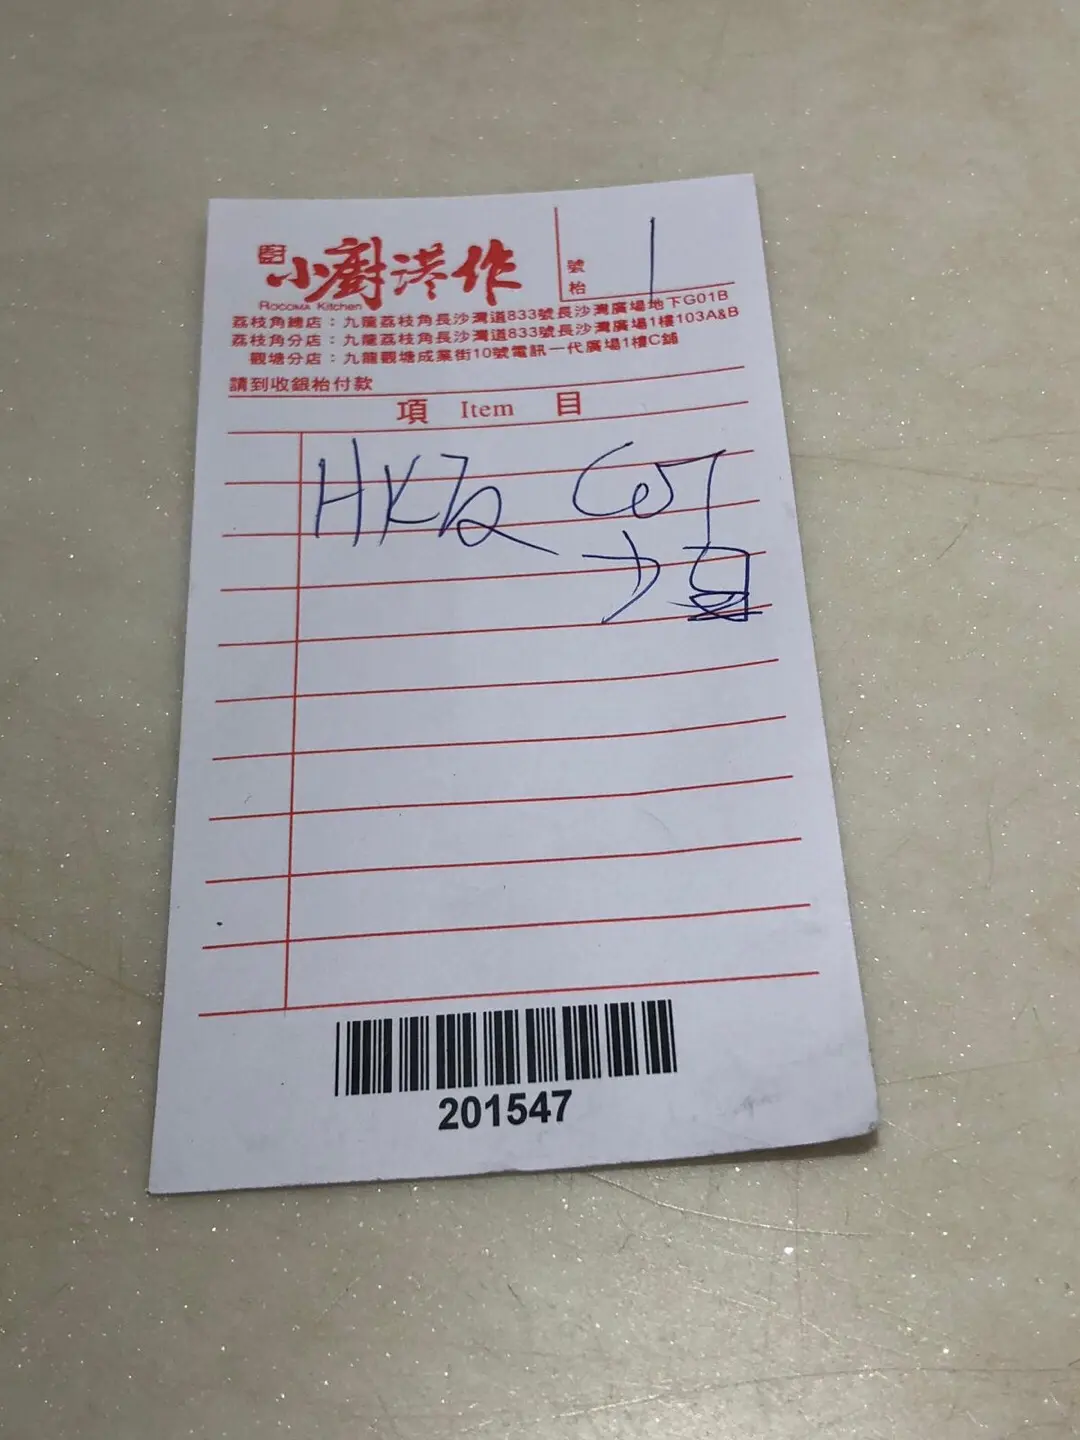 廚 小廚港作
ROCOMA Kitchen
號枱 1
荔枝角總店：九龍荔枝角長沙灣道833號長沙灣廣場地下G01B
荔枝角分店：九龍荔枝角長沙灣道833號長沙灣廣場1樓103A&B
觀塘分店：九龍觀塘成業街10號電訊一代廣場1樓C舖
請到收銀枱付款
項 Item 目
HK
少
201547